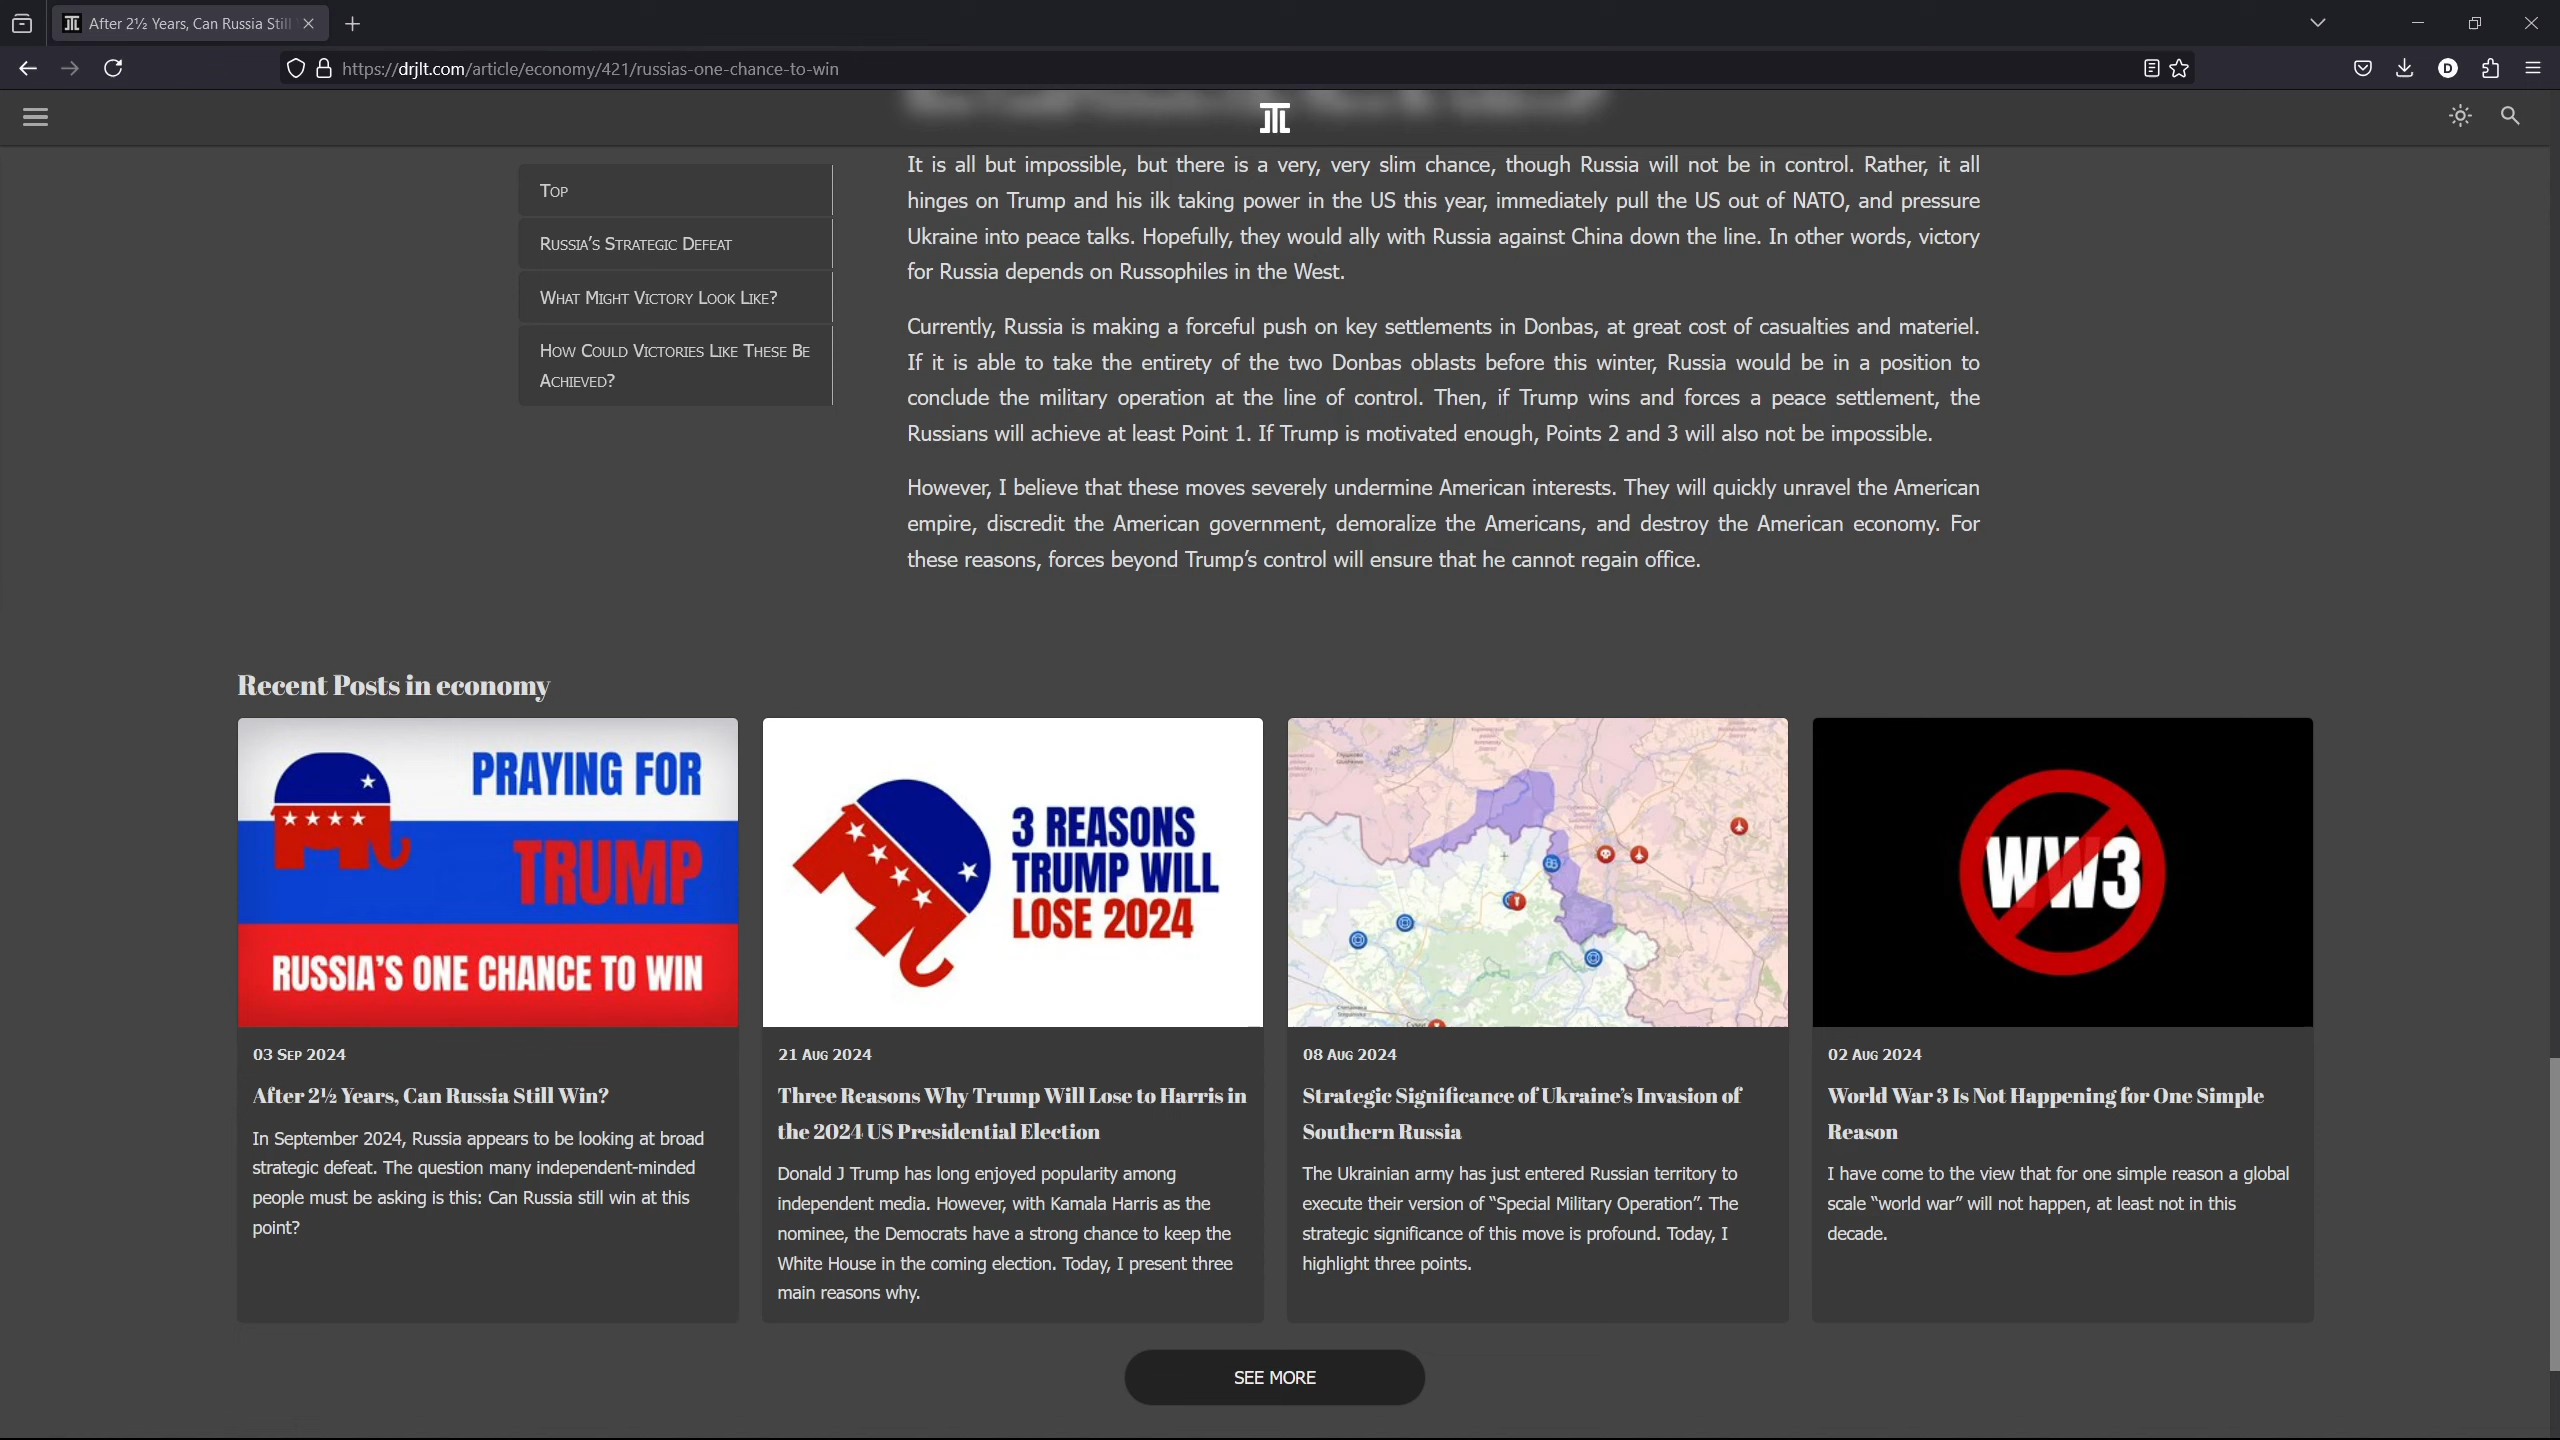 After 2½ Years, Can Russia Still
https://drjlt.com/article/economy/421/russias-one-chance-to-win
Top
Russia's Strategic Defeat
What Might Victory Look Like?
How Could Victories Like These Be
Achieved?
It is all but impossible, but there is a very, very slim chance, though Russia will not be in control. Rather, it all
hinges on Trump and his ilk taking power in the US this year, immediately pull the US out of NATO, and pressure
Ukraine into peace talks. Hopefully, they would ally with Russia against China down the line. In other words, victory
for Russia depends on Russophiles in the West.
Currently, Russia is making a forceful push on key settlements in Donbas, at great cost of casualties and materiel.
If it is able to take the entirety of the two Donbas oblasts before this winter, Russia would be in a position to
conclude the military operation at the line of control. Then, if Trump wins and forces a peace settlement, the
Russians will achieve at least Point 1. If Trump is motivated enough, Points 2 and 3 will also not be impossible.
However, I believe that these moves severely undermine American interests. They will quickly unravel the American
empire, discredit the American government, demoralize the Americans, and destroy the American economy. For
these reasons, forces beyond Trump's control will ensure that he cannot regain office.
Recent Posts in economy
PRAYING FOR
TRUMP
RUSSIA'S ONE CHANCE TO WIN
03 Sep 2024
After 2½ Years, Can Russia Still Win?
In September 2024, Russia appears to be looking at broad
strategic defeat. The question many independent-minded
people must be asking is this: Can Russia still win at this
point?
3 REASONS
TRUMP WILL
LOSE 2024
21 Aug 2024
Three Reasons Why Trump Will Lose to Harris in
the 2024 US Presidential Election
Donald J Trump has long enjoyed popularity among
independent media. However, with Kamala Harris as the
nominee, the Democrats have a strong chance to keep the
White House in the coming election. Today, I present three
main reasons why.
08 Aug 2024
Strategic Significance of Ukraine's Invasion of
Southern Russia
The Ukrainian army has just entered Russian territory to
execute their version of “Special Military Operation”. The
strategic significance of this move is profound. Today, I
highlight three points.
WW3
02 Aug 2024
World War 3 Is Not Happening for One Simple
Reason
I have come to the view that for one simple reason a global
scale “world war” will not happen, at least not in this
decade.
SEE MORE